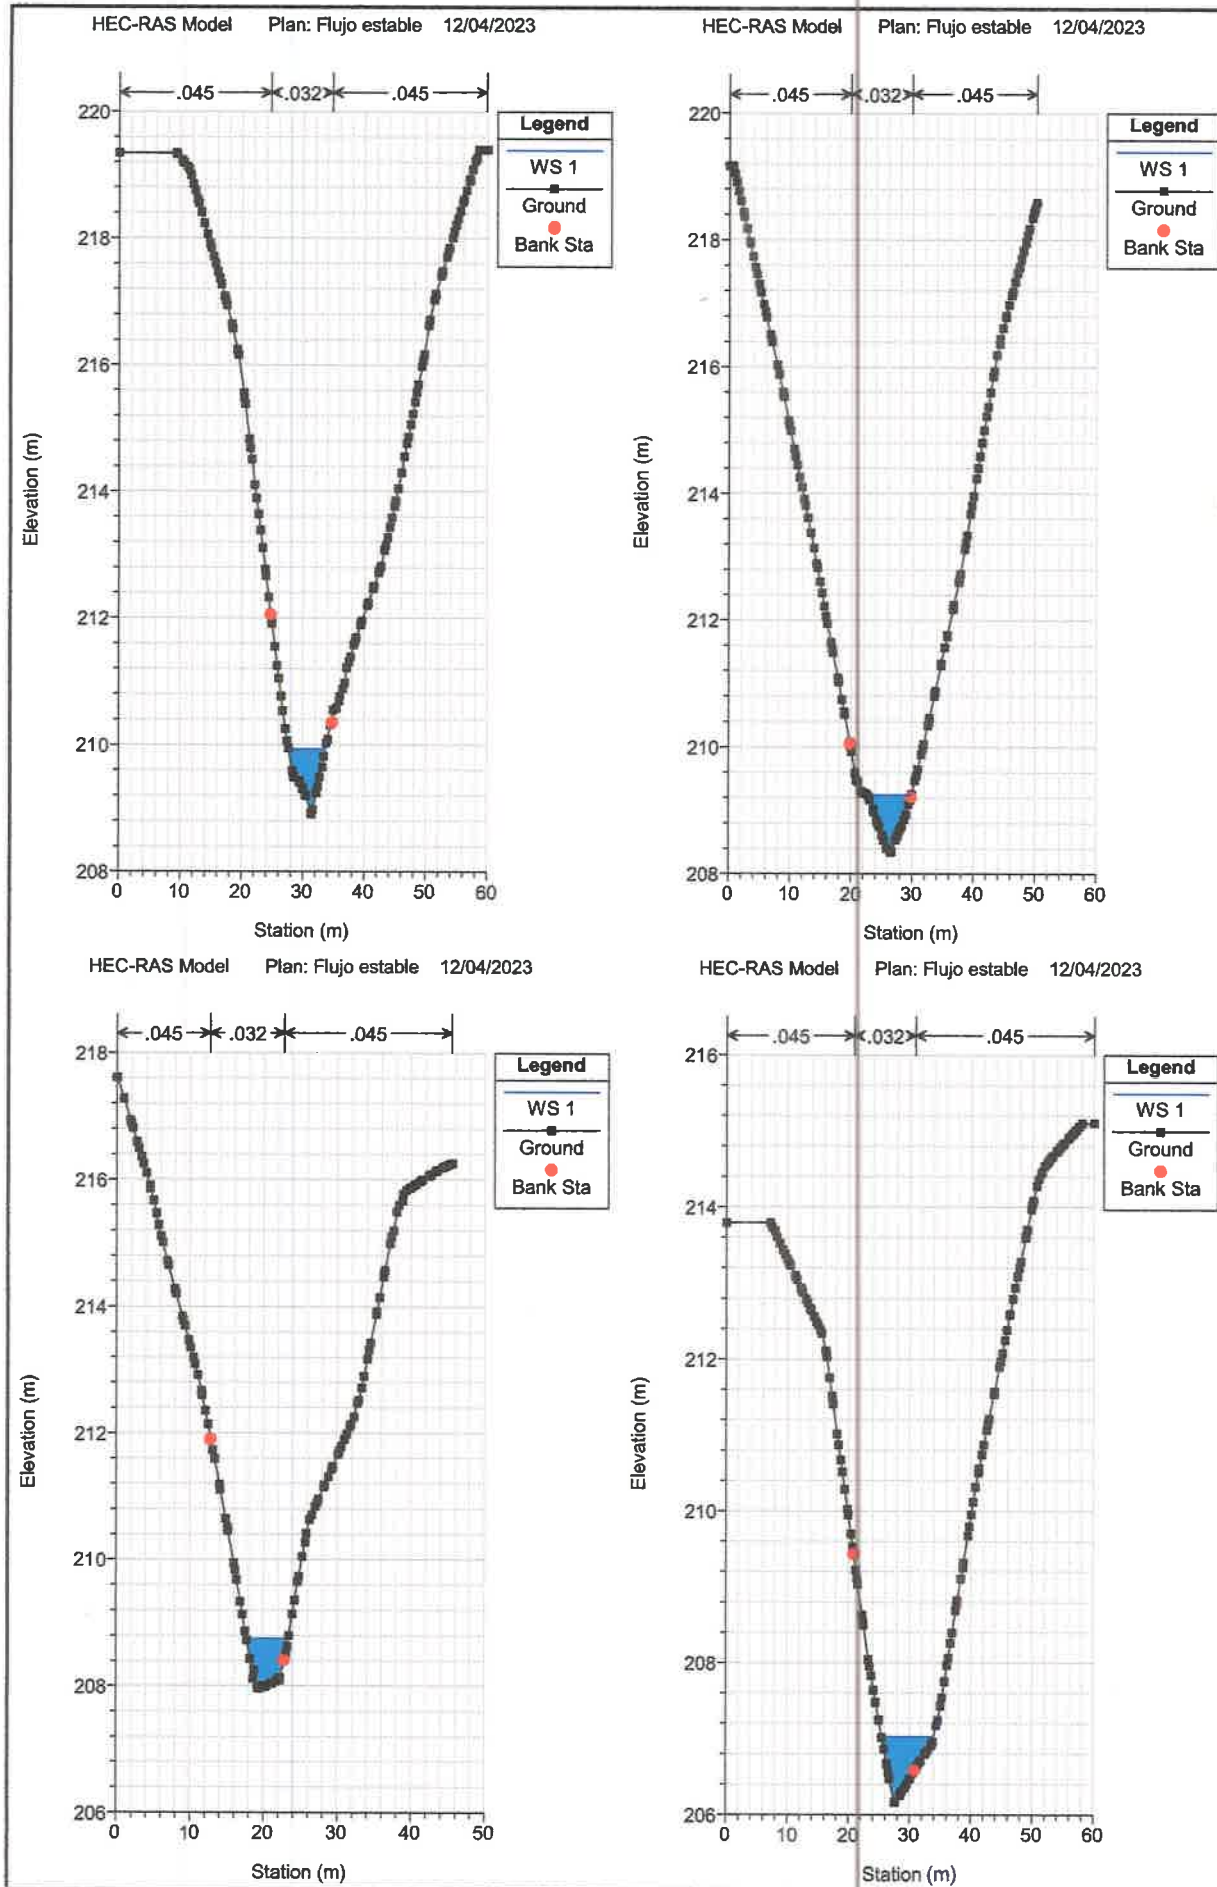 HEC-RAS Model Plan: Flujo estable 12/04/2023
.045 .032 .045
220
218
216
214
212
210
208
0 10 20 30 40 50 60
Elevation (m)
Station (m)
Legend
WS 1
Ground
Bank Sta
HEC-RAS Model Plan: Flujo estable 12/04/2023
.045 .032 .045
220
218
216
214
212
210
208
0 10 20 30 40 50 60
Elevation (m)
Station (m)
Legend
WS 1
Ground
Bank Sta
HEC-RAS Model Plan: Flujo estable 12/04/2023
.045 .032 .045
218
216
214
212
210
208
206
0 10 20 30 40 50
Elevation (m)
Station (m)
Legend
WS 1
Ground
Bank Sta
HEC-RAS Model Plan: Flujo estable 12/04/2023
.045 .032 .045
216
214
212
210
208
206
0 10 20 30 40 50 60
Elevation (m)
Station (m)
Legend
WS 1
Ground
Bank Sta